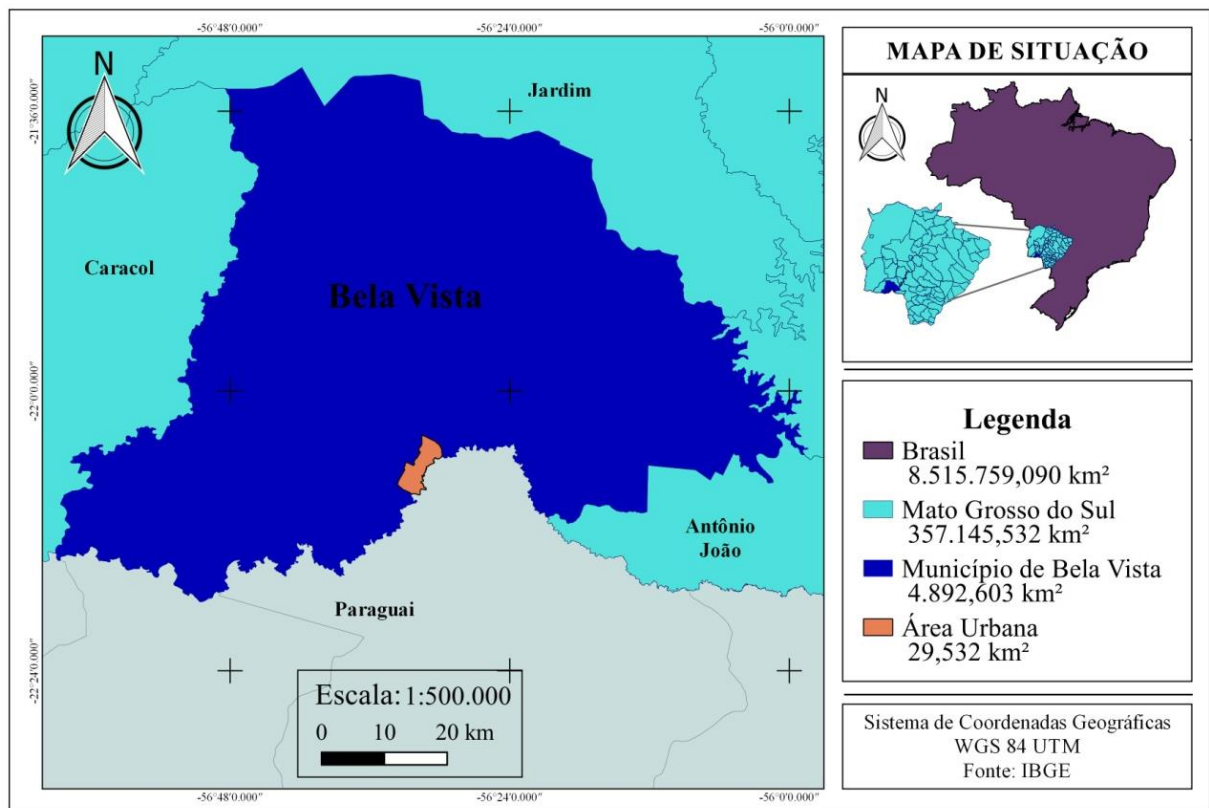 -56°48'0.000"
-56°24'0.000"
-56°0'0.000"
-21°36'0.000"
-22°0'0.000"
-22°24'0.000"
N
Jardim
Caracol
Bela Vista
Antônio
João
Paraguai
Escala: 1:500.000
0 10 20 km
-56°48'0.000"
-56°24'0.000"
-56°0'0.000"
MAPA DE SITUAÇÃO
N
Legenda
Brasil
8.515.759,090 km²
Mato Grosso do Sul
357.145,532 km²
Município de Bela Vista
4.892,603 km²
Área Urbana
29,532 km²
Sistema de Coordenadas Geográficas
WGS 84 UTM
Fonte: IBGE